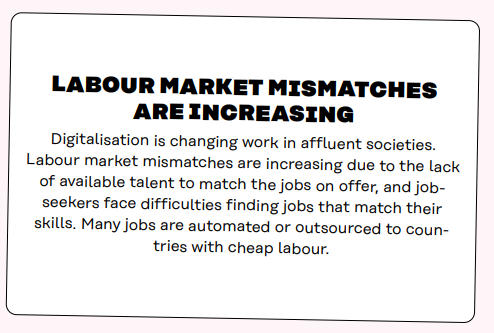 LABOUR MARKET MISMATCHES
ARE INCREASING
Digitalisation is changing work in affluent societies.
Labour market mismatches are increasing due to the lack
of available talent to match the jobs on offer, and job-
seekers face difficulties finding jobs that match their
skills. Many jobs are automated or outsourced to coun-
tries with cheap labour.